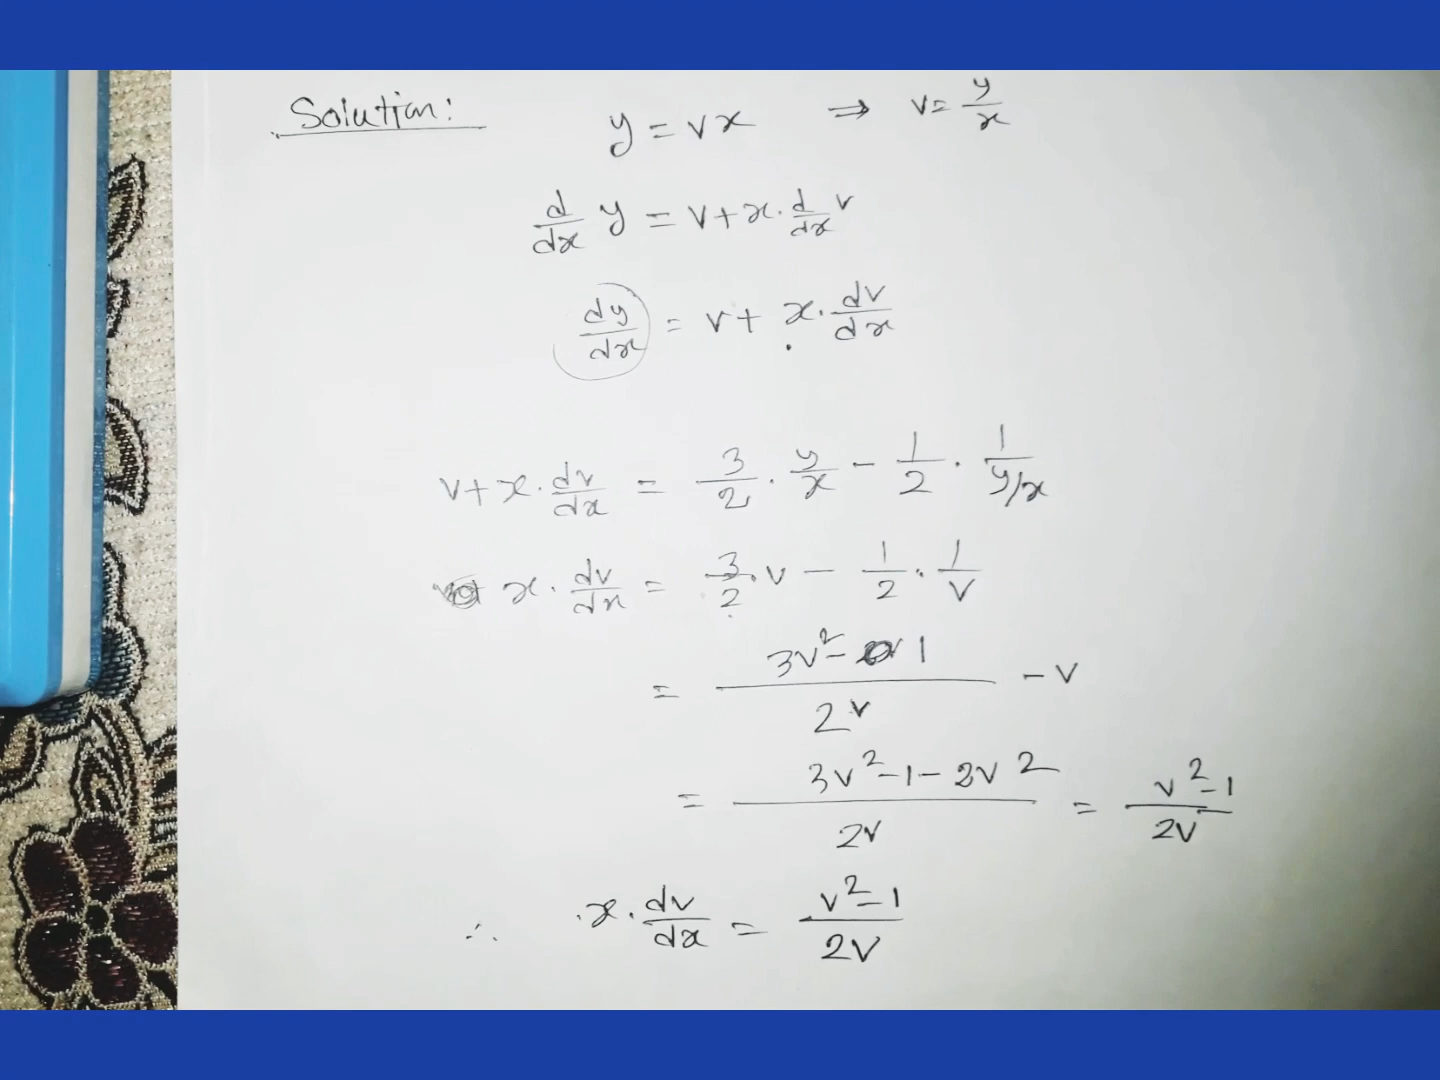 Solution:
y = vx ⇒ v = y/x
d/dx y = v + x · d/dx v
dy/dx = v + x · dv/dx
v + x · dv/dx = 3/2 · y/x − 1/2 · 1/(y/x)
x · dv/dx = 3/2 · v − 1/2 · 1/v
= (3v² − 1)/2v − v
= (3v² − 1 − 2v²)/2v = (v² − 1)/2v
∴ x · dv/dx = (v² − 1)/2v